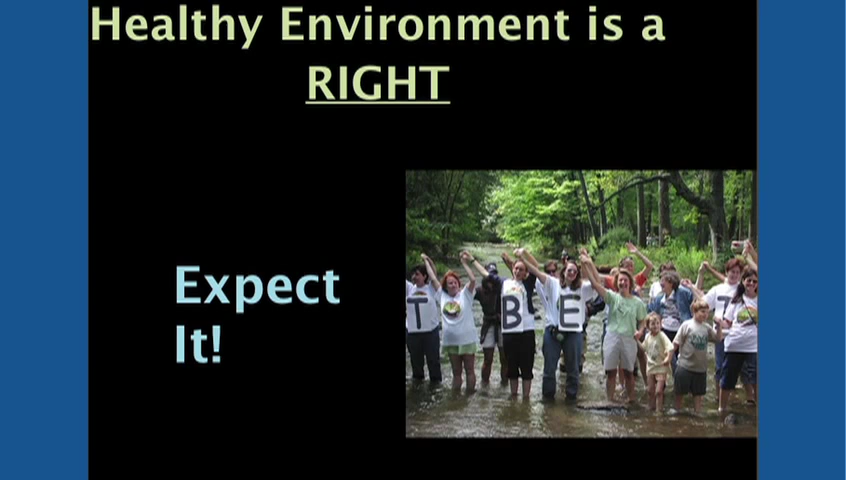 Healthy Environment is a
RIGHT
Expect
It!
T B E